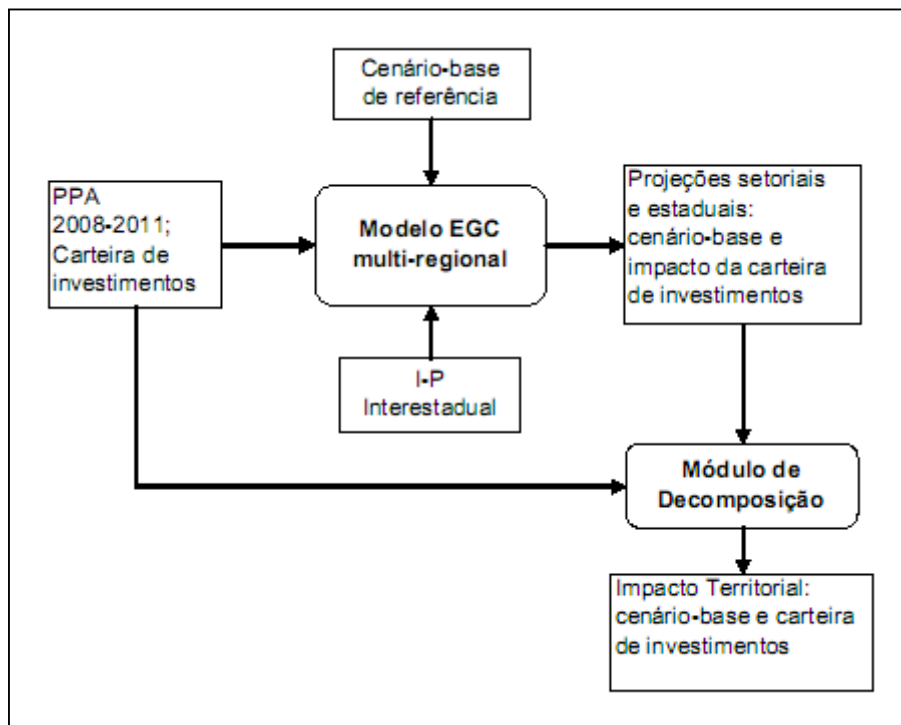 Cenário-base
de referência
PPA
2008-2011;
Carteira de
investimentos
Modelo EGC
multi-regional
Projeções setoriais
e estaduais:
cenário-base e
impacto da carteira
de investimentos
I-P
Interestadual
Módulo de
Decomposição
Impacto Territorial:
cenário-base e carteira
de investimentos